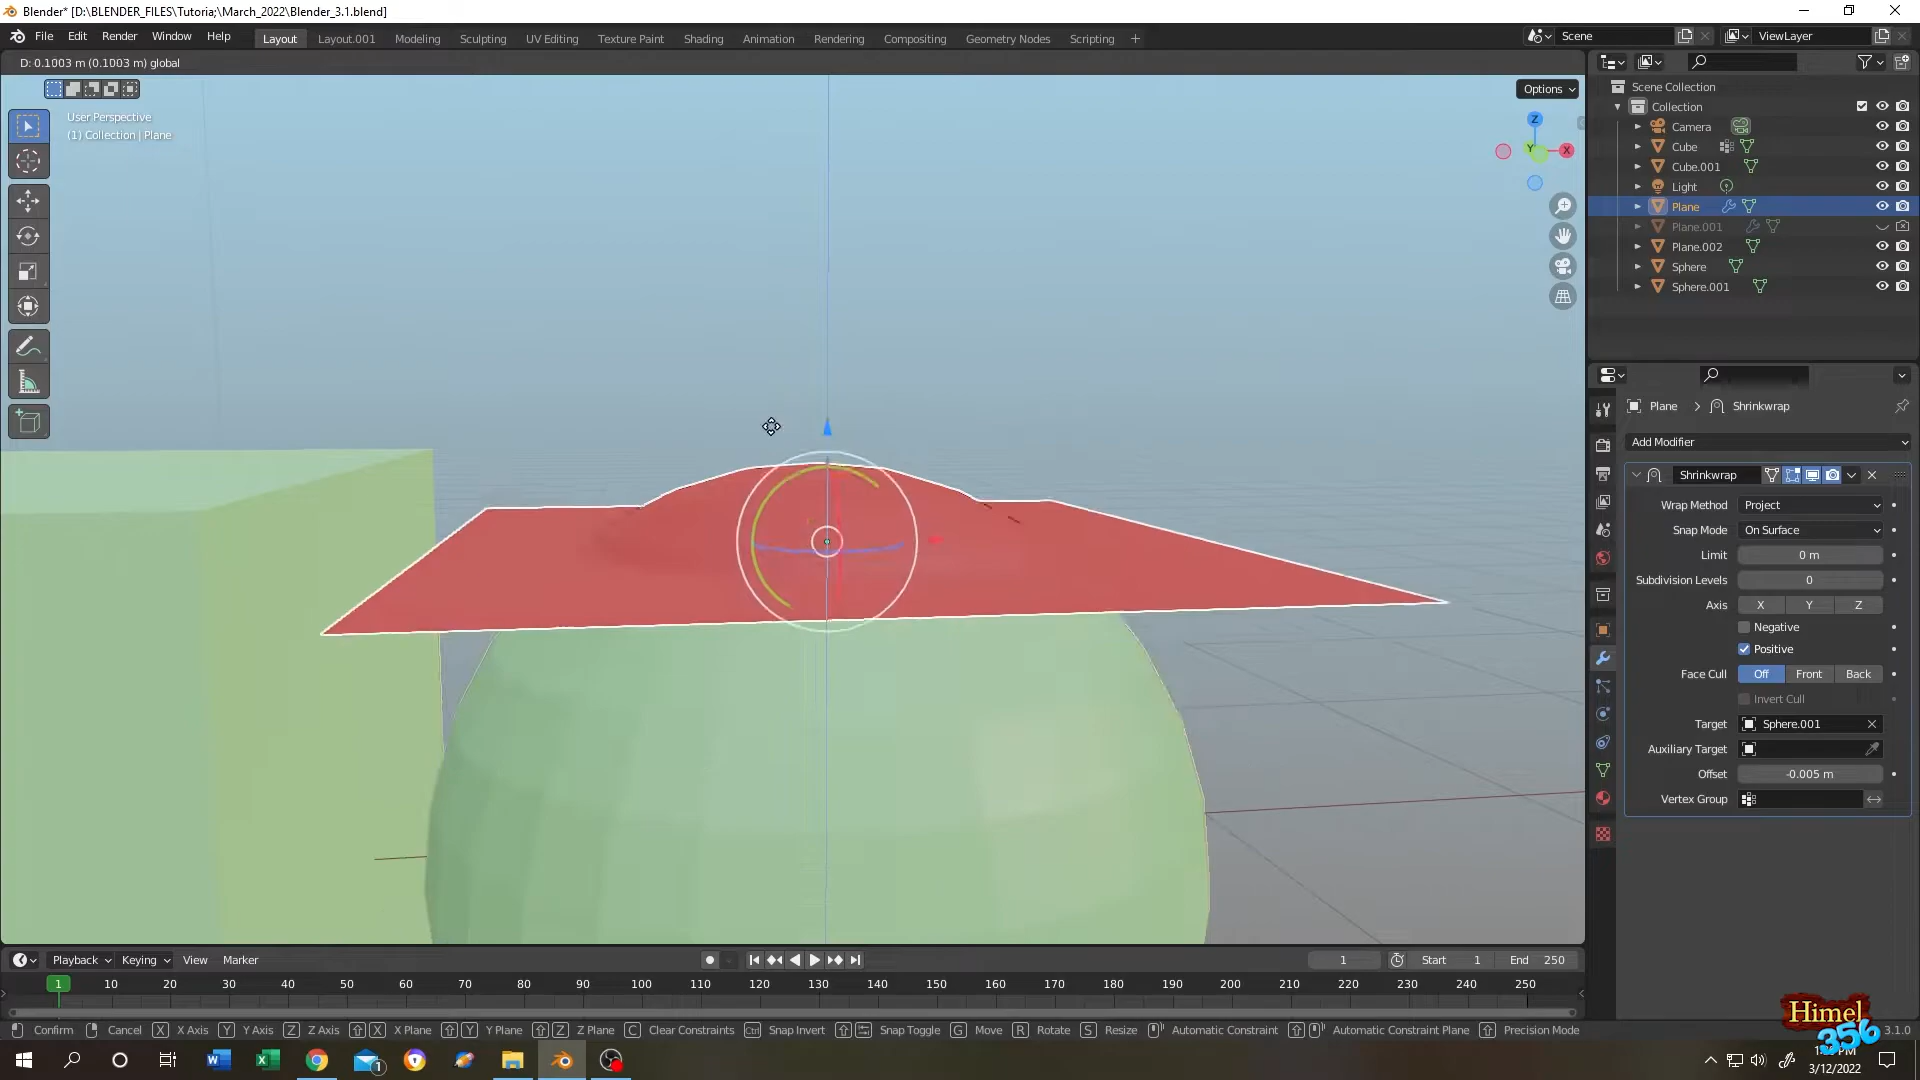 Blender* [D:\BLENDER_FILES\Tutoria;\March_2022\Blender_3.1.blend]
File Edit Render Window Help Layout Layout.001 Modeling Sculpting UV Editing Texture Paint Shading Animation Rendering Compositing Geometry Nodes Scripting + Scene ViewLayer
D: 0.1003 m (0.1003 m) global
Options
User Perspective
(1) Collection | Plane
Z
Y
X
Scene Collection
Collection
Camera
Cube
Cube.001
Light
Plane
Plane.001
Plane.002
Sphere
Sphere.001
Plane > Shrinkwrap
Add Modifier
Shrinkwrap
Wrap Method Project
Snap Mode On Surface
Limit 0 m
Subdivision Levels 0
Axis X Y Z
Negative
Positive
Face Cull Off Front Back
Invert Cull
Target Sphere.001
Auxiliary Target
Offset -0.005 m
Vertex Group
Playback Keying View Marker 1 Start 1 End 250
1 10 20 30 40 50 60 70 80 90 100 110 120 130 140 150 160 170 180 190 200 210 220 230 240 250
Confirm Cancel X X Axis Y Y Axis Z Z Axis X X Plane Y Y Plane Z Z Plane C Clear Constraints Ctrl Snap Invert Snap Toggle G Move R Rotate S Resize Automatic Constraint Automatic Constraint Plane Precision Mode 3.1.0
Himel
356
1
PM
3/12/2022